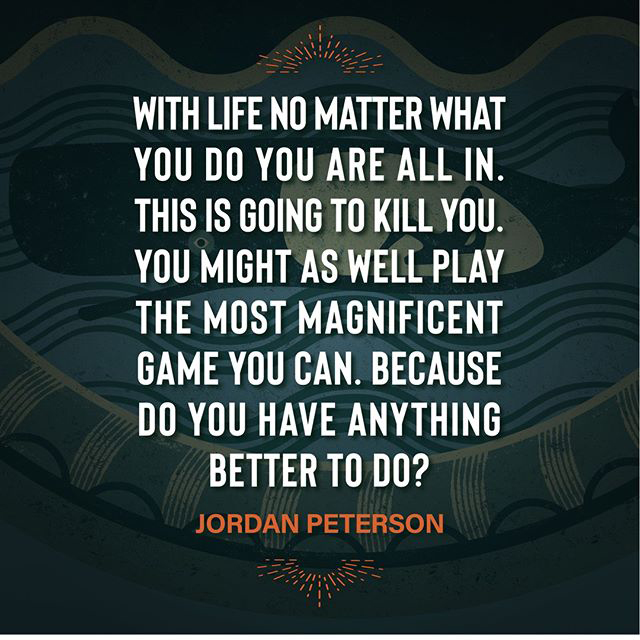 WITH LIFE NO MATTER WHAT
YOU DO YOU ARE ALL IN.
THIS IS GOING TO KILL YOU.
YOU MIGHT AS WELL PLAY
THE MOST MAGNIFICENT
GAME YOU CAN. BECAUSE
DO YOU HAVE ANYTHING
BETTER TO DO?
JORDAN PETERSON